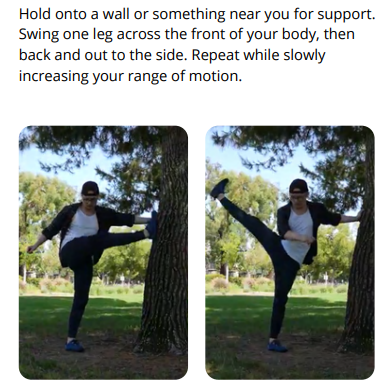 Hold onto a wall or something near you for support.
Swing one leg across the front of your body, then
back and out to the side. Repeat while slowly
increasing your range of motion.